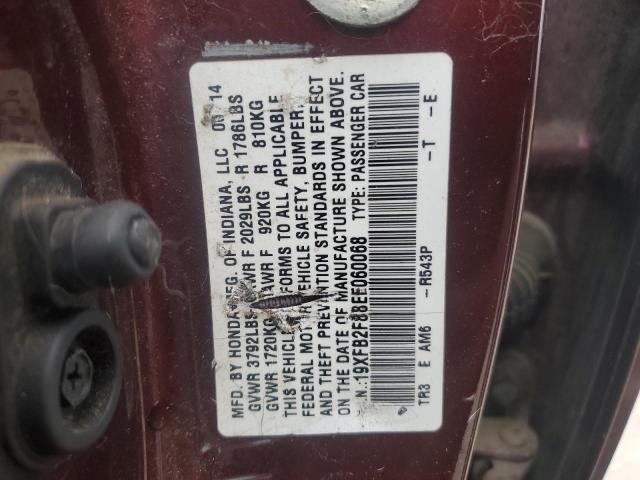 MFD. BY HONDA MFG. OF INDIANA, LLC 14
GVWR 3792LBS GAWR F 2029LBS R 1786LBS
GVWR 1720KG GAWR F 920KG R 810KG
THIS VEHICLE CONFORMS TO ALL APPLICABLE
FEDERAL MOTOR VEHICLE SAFETY, BUMPER,
AND THEFT PREVENTION STANDARDS IN EFFECT
ON THE DATE OF MANUFACTURE SHOWN ABOVE.
19XFB2F88EE060068 TYPE: PASSENGER CAR
TR3 E AM6 -R543P -T -E